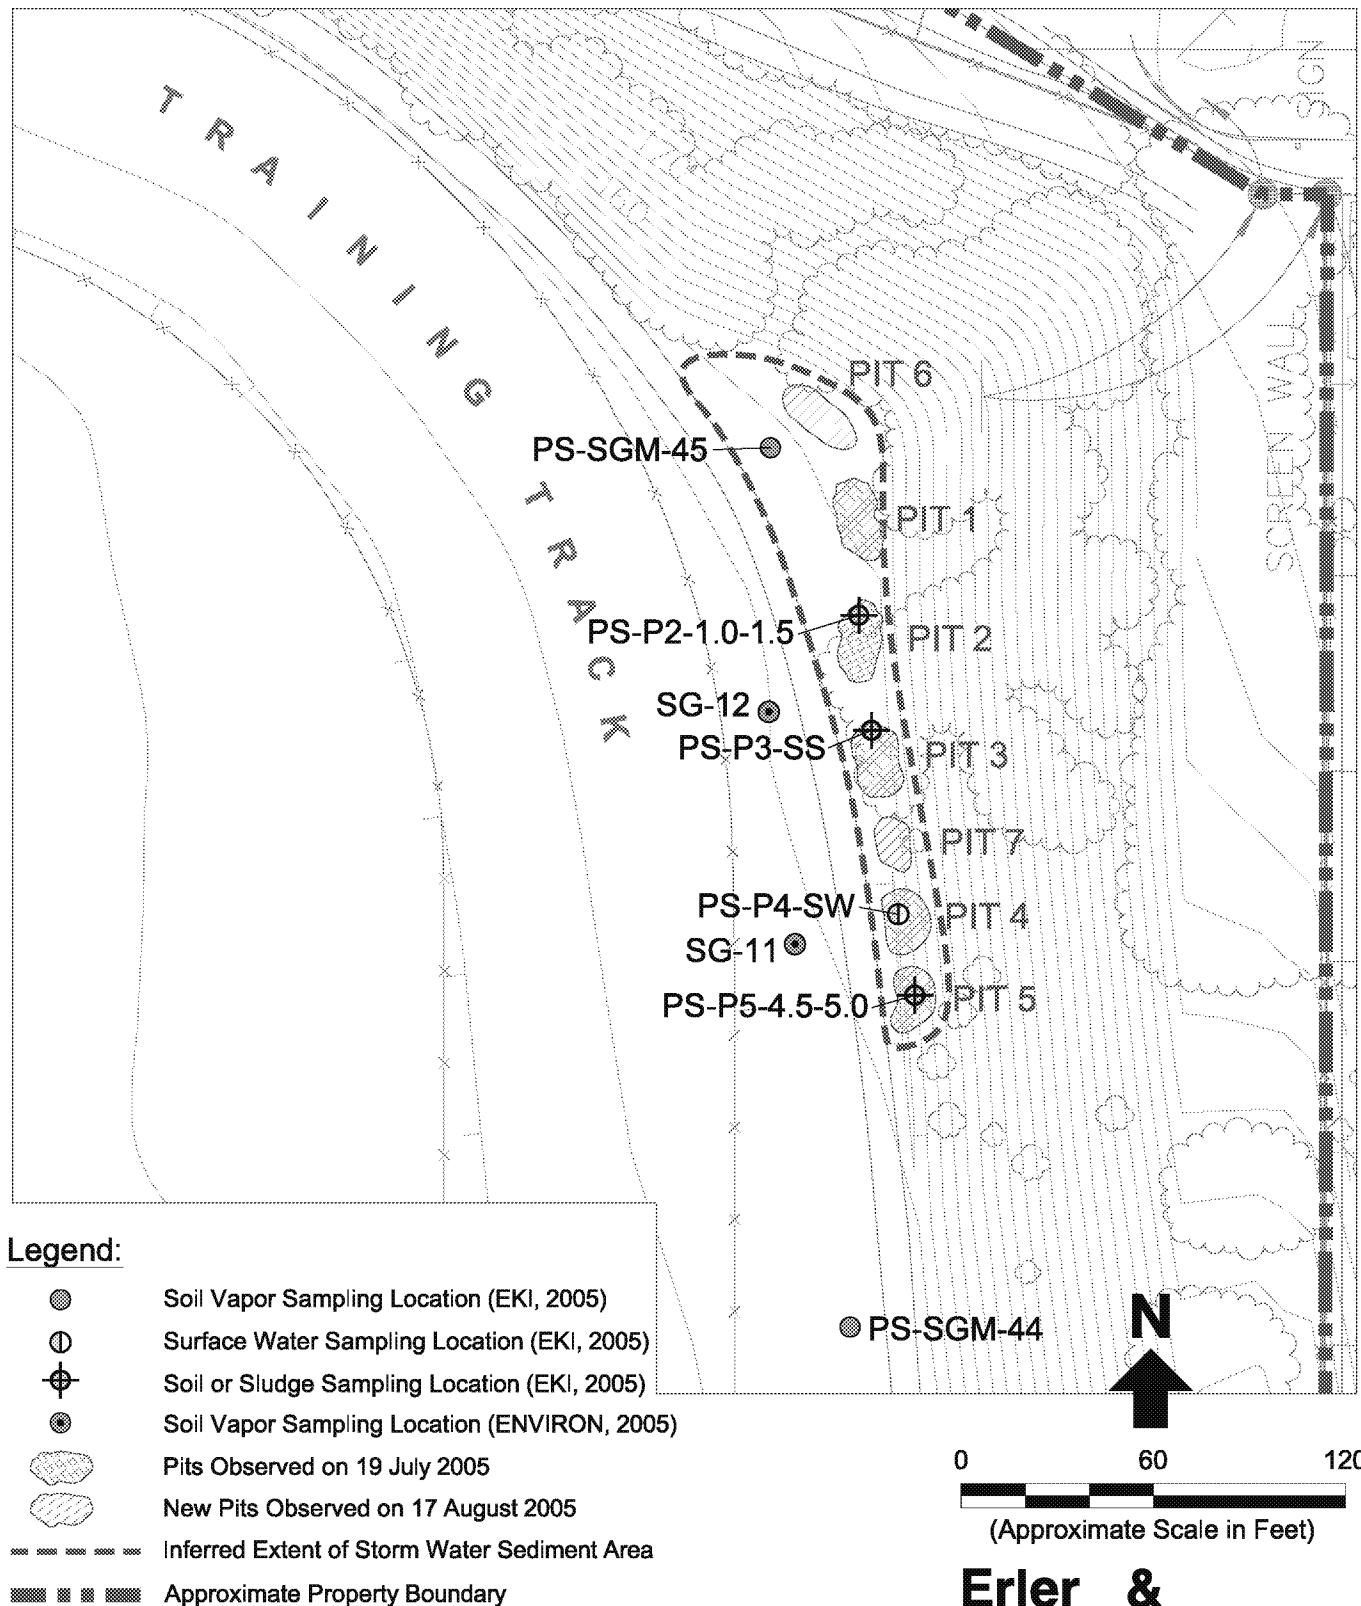 TRAINING TRACK
SIGN
SCREEN WALL
PIT 6
PS-SGM-45
PIT 1
PS-P2-1.0-1.5
PIT 2
SG-12
PS-P3-SS
PIT 3
PIT 7
PS-P4-SW
PIT 4
SG-11
PS-P5-4.5-5.0
PIT 5
PS-SGM-44
N
Legend:
Soil Vapor Sampling Location (EKI, 2005)
Surface Water Sampling Location (EKI, 2005)
Soil or Sludge Sampling Location (EKI, 2005)
Soil Vapor Sampling Location (ENVIRON, 2005)
Pits Observed on 19 July 2005
New Pits Observed on 17 August 2005
Inferred Extent of Storm Water Sediment Area
Approximate Property Boundary
0 60 120
(Approximate Scale in Feet)
Erler &